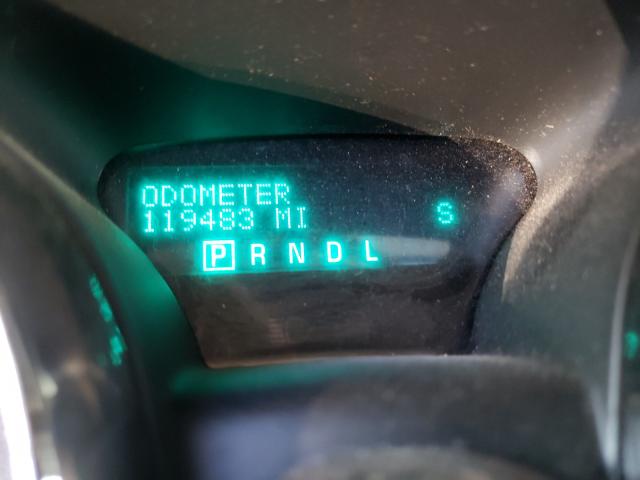 ODOMETER
119483 MI S
P R N D L